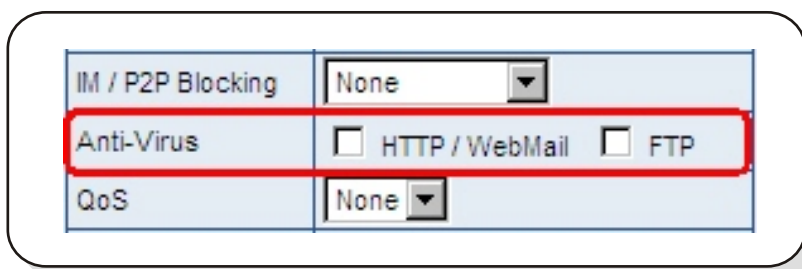 IM / P2P Blocking None
Anti-Virus HTTP / WebMail FTP
QoS None